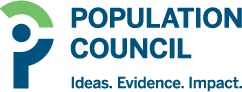 POPULATION
COUNCIL
Ideas. Evidence. Impact.